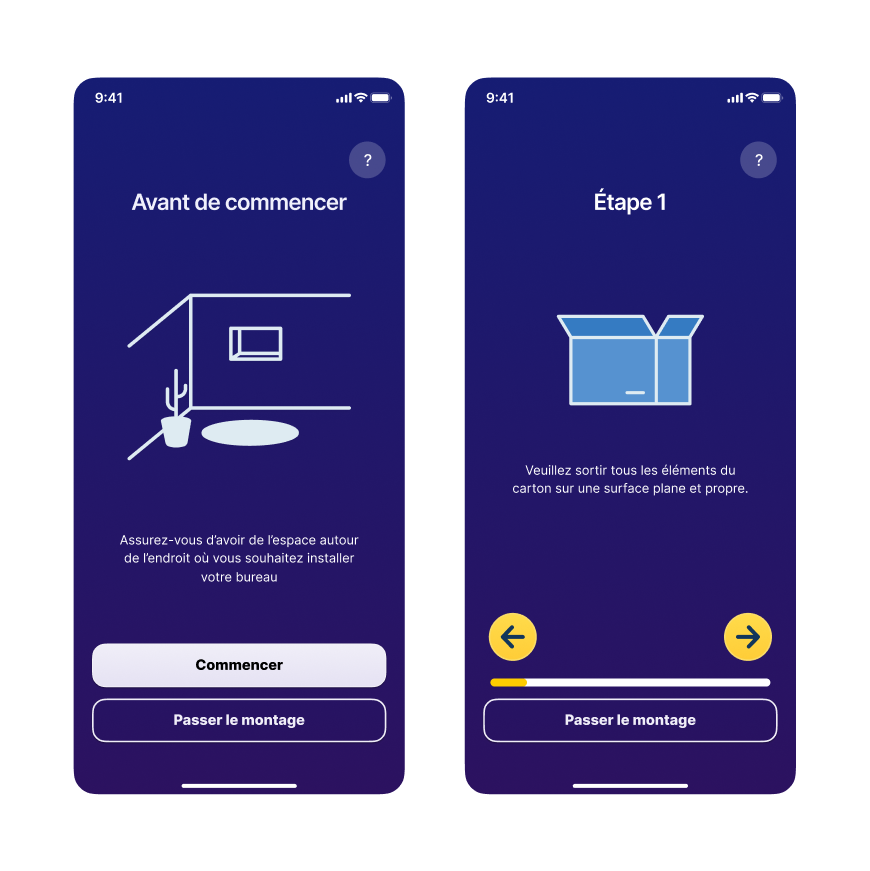 9:41
?
Avant de commencer
Assurez-vous d’avoir de l’espace autour
de l’endroit où vous souhaitez installer
votre bureau
Commencer
Passer le montage
9:41
?
Étape 1
Veuillez sortir tous les éléments du
carton sur une surface plane et propre.
Passer le montage